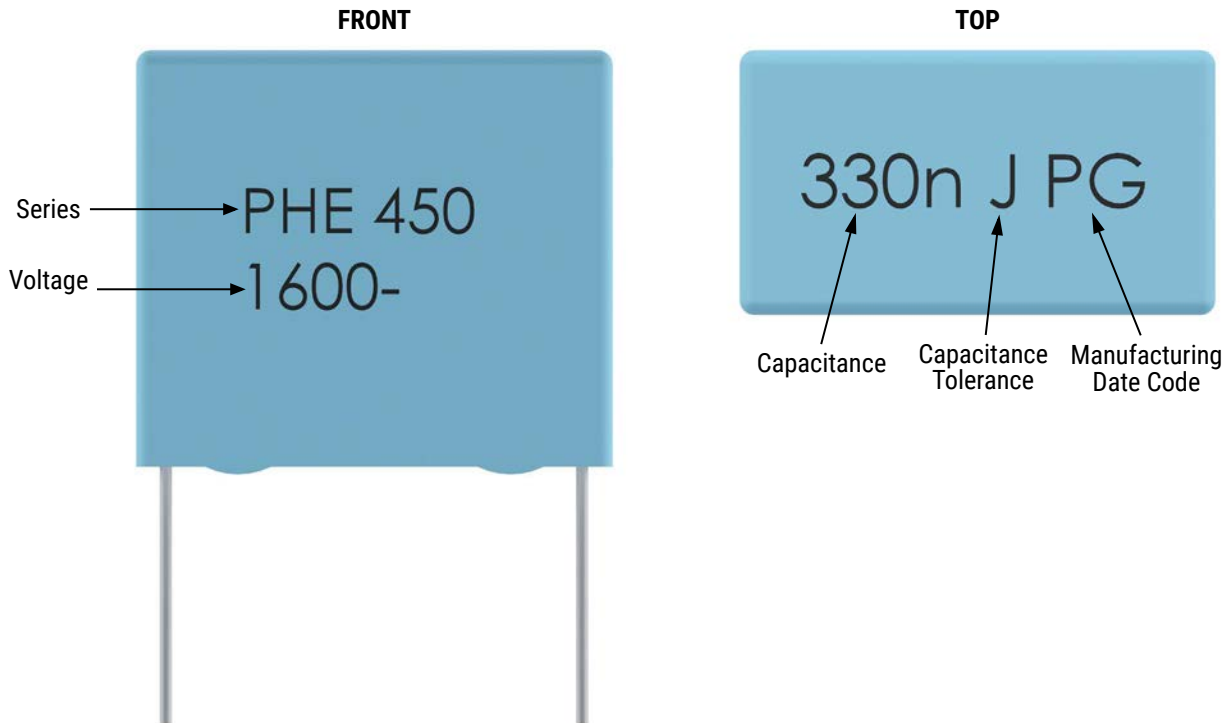 FRONT
TOP
Series
PHE 450
Voltage
1600-
330n J PG
Capacitance
Capacitance
Tolerance
Manufacturing
Date Code